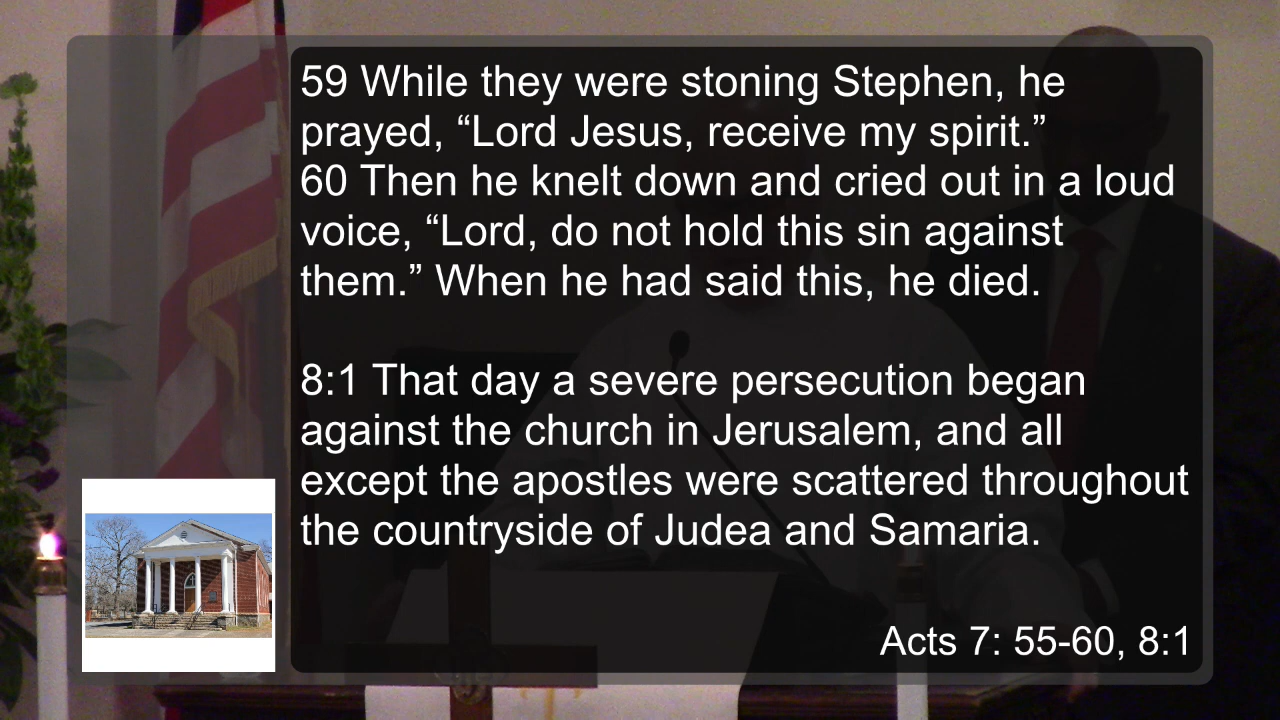 59 While they were stoning Stephen, he
prayed, “Lord Jesus, receive my spirit.”
60 Then he knelt down and cried out in a loud
voice, “Lord, do not hold this sin against
them.” When he had said this, he died.
8:1 That day a severe persecution began
against the church in Jerusalem, and all
except the apostles were scattered throughout
the countryside of Judea and Samaria.
Acts 7: 55-60, 8:1